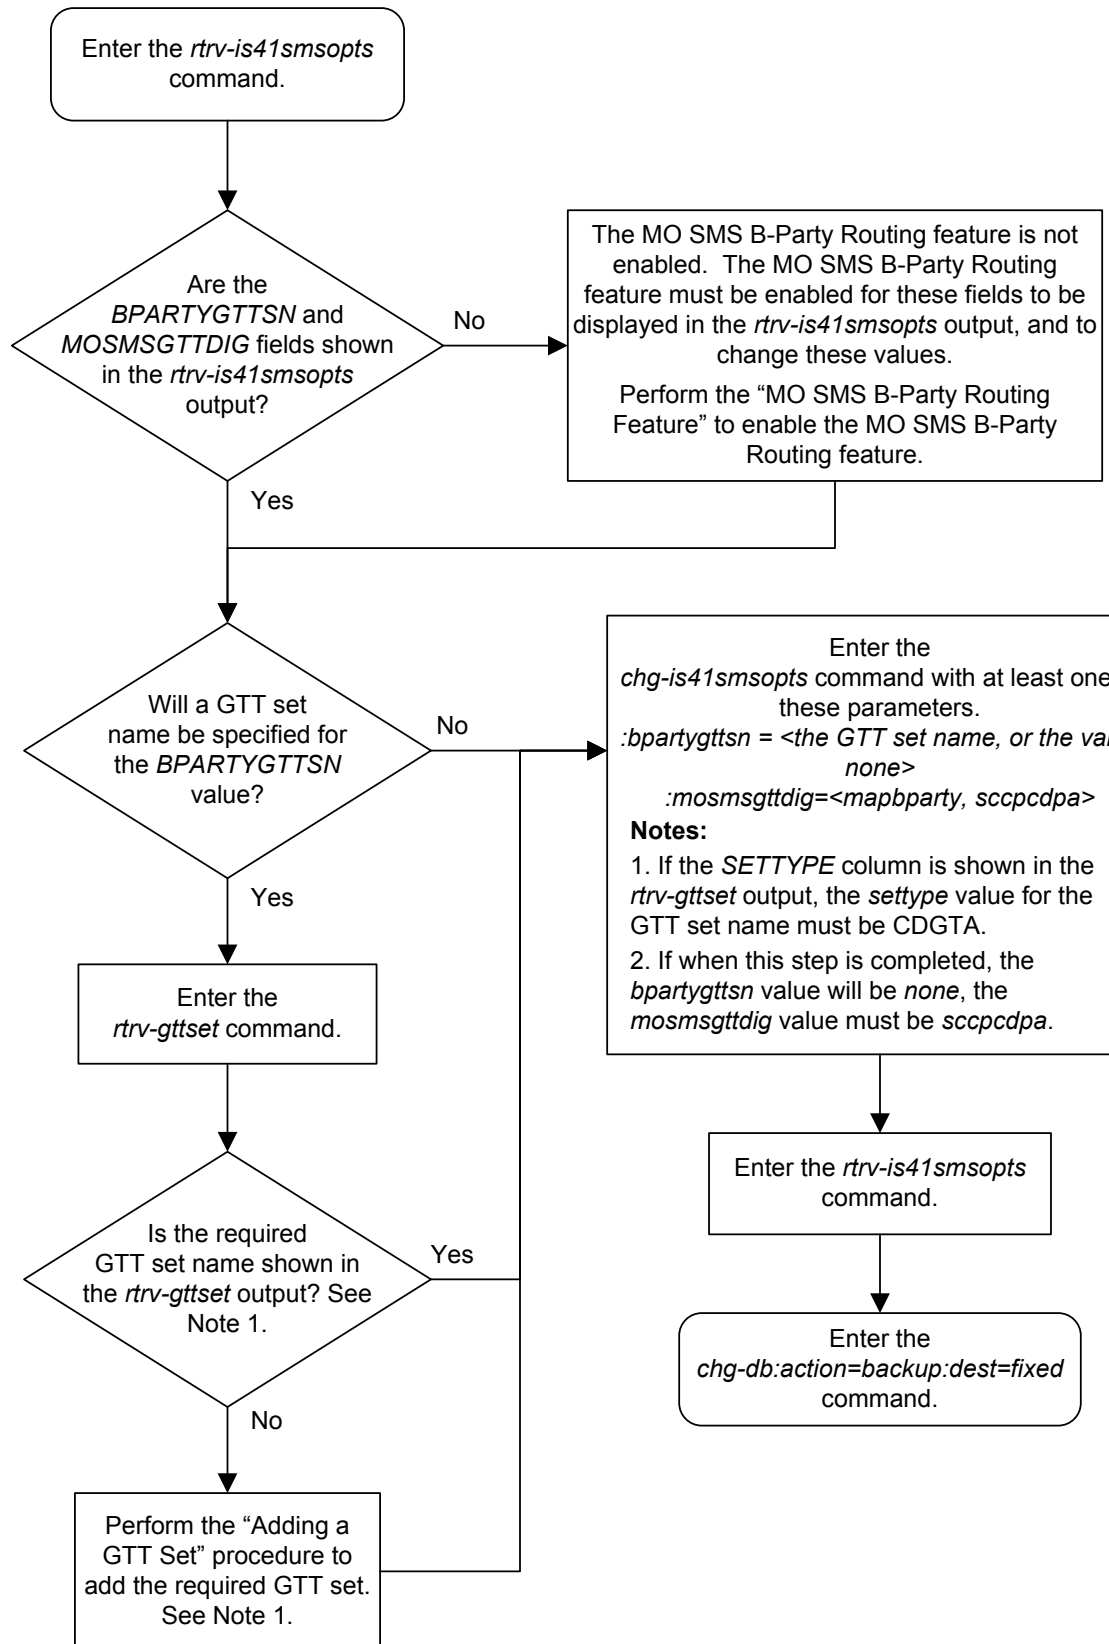 Enter the rtrv-is41smsopts
command.
Are the
BPARTYGTTSN and
MOSMSGTTDIG fields shown
in the rtrv-is41smsopts
output?
No
The MO SMS B-Party Routing feature is not
enabled.  The MO SMS B-Party Routing
feature must be enabled for these fields to be
displayed in the rtrv-is41smsopts output, and to
change these values.
Perform the “MO SMS B-Party Routing
Feature” to enable the MO SMS B-Party
Routing feature.
Yes
Will a GTT set
name be specified for
the BPARTYGTTSN
value?
No
Yes
Enter the
rtrv-gttset command.
Is the required
GTT set name shown in
the rtrv-gttset output? See
Note 1.
Yes
No
Perform the “Adding a
GTT Set” procedure to
add the required GTT set.
See Note 1.
Enter the
chg-is41smsopts command with at least one
these parameters.
:bpartygttsn = <the GTT set name, or the
none>
:mosmsgttdig=<mapbparty, sccpcdpa>
Notes:
1. If the SETTYPE column is shown in the
rtrv-gttset output, the settype value for the
GTT set name must be CDGTA.
2. If when this step is completed, the
bpartygttsn value will be none, the
mosmsgttdig value must be sccpcdpa.
Enter the rtrv-is41smsopts
command.
Enter the
chg-db:action=backup:dest=fixed
command.